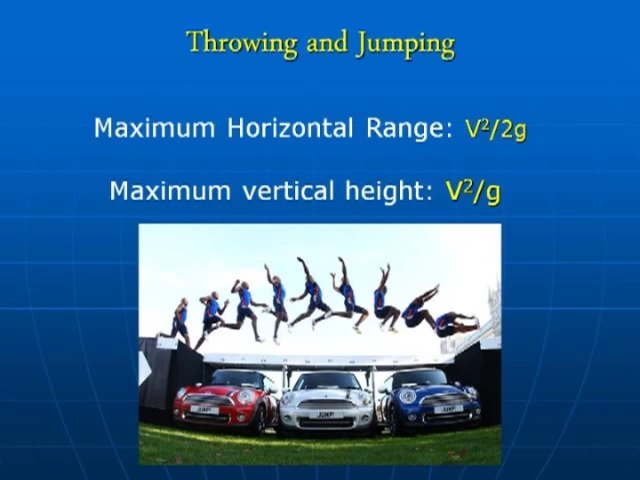 Throwing and Jumping
Maximum Horizontal Range: V²/2g
Maximum vertical height: V²/g
JUMP! JUMP! JUMP!